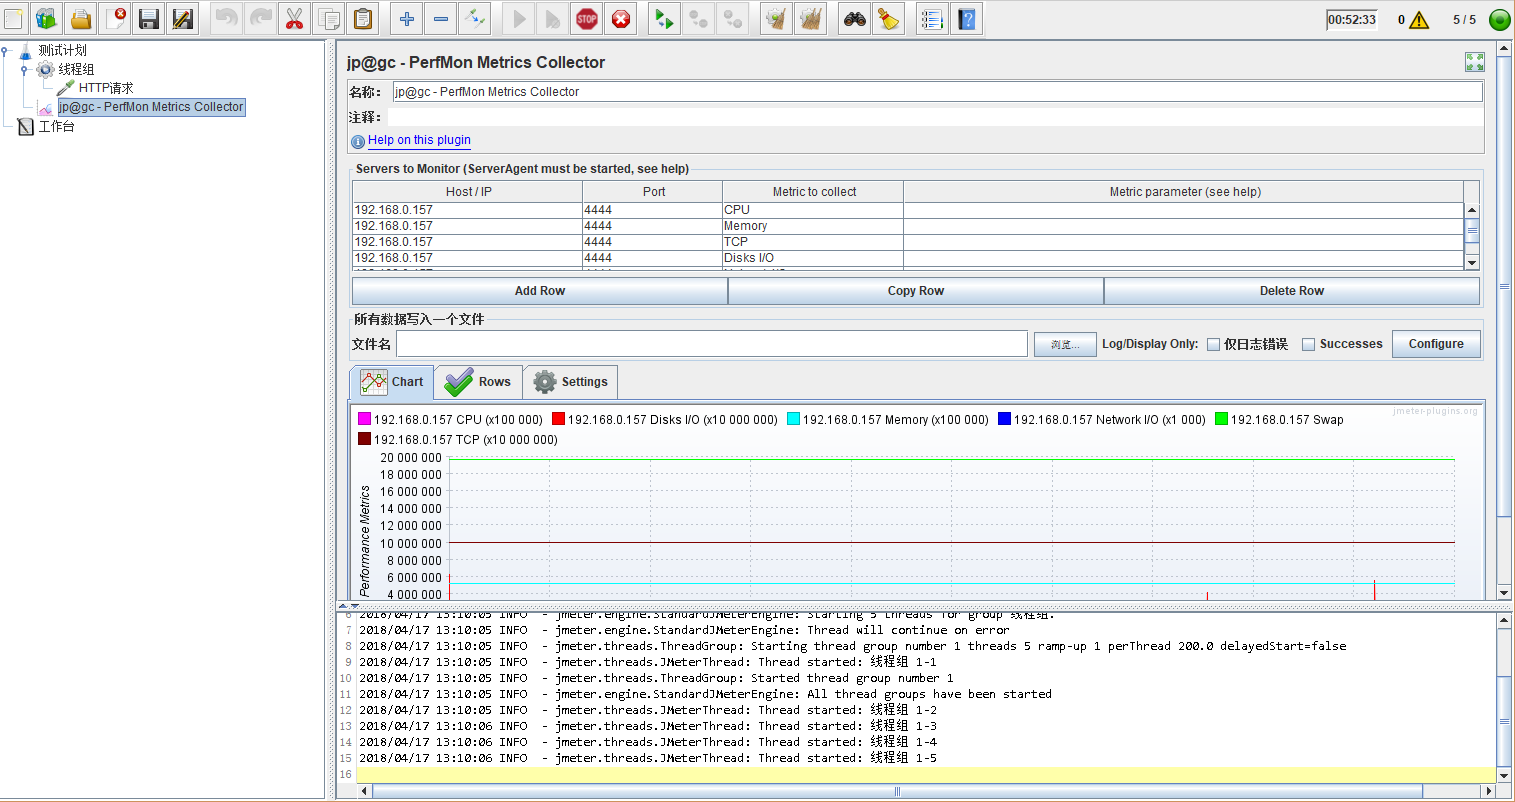 STOP
00:52:33 0 5 / 5
测试计划
线程组
HTTP请求
jp@gc - PerfMon Metrics Collector
工作台
jp@gc - PerfMon Metrics Collector
名称： jp@gc - PerfMon Metrics Collector
注释：
Help on this plugin
Servers to Monitor (ServerAgent must be started, see help)
Host / IP Port Metric to collect Metric parameter (see help)
192.168.0.157 4444 CPU
192.168.0.157 4444 Memory
192.168.0.157 4444 TCP
192.168.0.157 4444 Disks I/O
Add Row Copy Row Delete Row
所有数据写入一个文件
文件名 浏览... Log/Display Only: 仅日志错误 Successes Configure
Chart Rows Settings
jmeter-plugins.org
192.168.0.157 CPU (x100 000) 192.168.0.157 Disks I/O (x10 000 000) 192.168.0.157 Memory (x100 000) 192.168.0.157 Network I/O (x1 000) 192.168.0.157 Swap
192.168.0.157 TCP (x10 000 000)
Performance Metrics
20 000 000
18 000 000
16 000 000
14 000 000
12 000 000
10 000 000
8 000 000
6 000 000
4 000 000
6 2018/04/17 13:10:05 INFO - jmeter.engine.StandardJMeterEngine: Starting 5 threads for group 线程组.
7 2018/04/17 13:10:05 INFO - jmeter.engine.StandardJMeterEngine: Thread will continue on error
8 2018/04/17 13:10:05 INFO - jmeter.threads.ThreadGroup: Starting thread group number 1 threads 5 ramp-up 1 perThread 200.0 delayedStart=false
9 2018/04/17 13:10:05 INFO - jmeter.threads.JMeterThread: Thread started: 线程组 1-1
10 2018/04/17 13:10:05 INFO - jmeter.threads.ThreadGroup: Started thread group number 1
11 2018/04/17 13:10:05 INFO - jmeter.engine.StandardJMeterEngine: All thread groups have been started
12 2018/04/17 13:10:05 INFO - jmeter.threads.JMeterThread: Thread started: 线程组 1-2
13 2018/04/17 13:10:06 INFO - jmeter.threads.JMeterThread: Thread started: 线程组 1-3
14 2018/04/17 13:10:06 INFO - jmeter.threads.JMeterThread: Thread started: 线程组 1-4
15 2018/04/17 13:10:06 INFO - jmeter.threads.JMeterThread: Thread started: 线程组 1-5
16